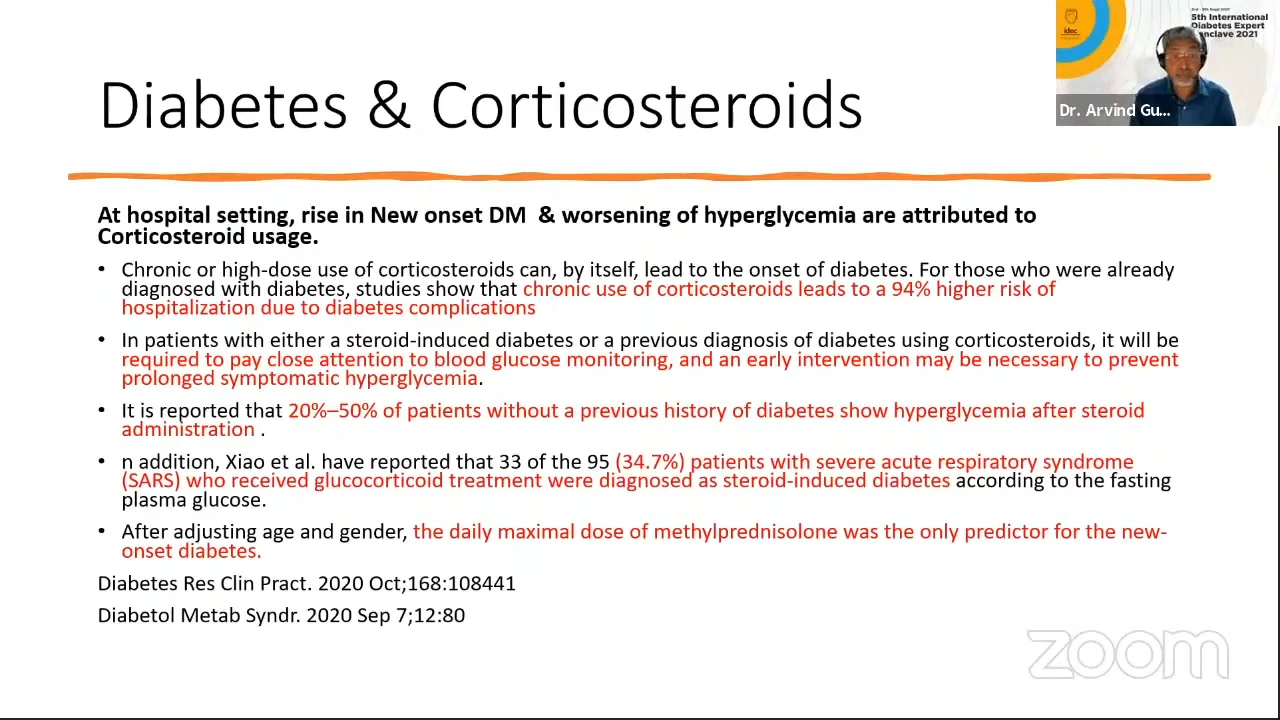 3rd - 5th Sept 2021
5th International
Diabetes Expert
nclave 2021
idec
Dr. Arvind Gu...
Diabetes & Corticosteroids
At hospital setting, rise in New onset DM & worsening of hyperglycemia are attributed to
Corticosteroid usage.
• Chronic or high-dose use of corticosteroids can, by itself, lead to the onset of diabetes. For those who were already
diagnosed with diabetes, studies show that chronic use of corticosteroids leads to a 94% higher risk of
hospitalization due to diabetes complications
• In patients with either a steroid-induced diabetes or a previous diagnosis of diabetes using corticosteroids, it will be
required to pay close attention to blood glucose monitoring, and an early intervention may be necessary to prevent
prolonged symptomatic hyperglycemia.
• It is reported that 20%–50% of patients without a previous history of diabetes show hyperglycemia after steroid
administration .
• n addition, Xiao et al. have reported that 33 of the 95 (34.7%) patients with severe acute respiratory syndrome
(SARS) who received glucocorticoid treatment were diagnosed as steroid-induced diabetes according to the fasting
plasma glucose.
• After adjusting age and gender, the daily maximal dose of methylprednisolone was the only predictor for the new-
onset diabetes.
Diabetes Res Clin Pract. 2020 Oct;168:108441
Diabetol Metab Syndr. 2020 Sep 7;12:80
zoom